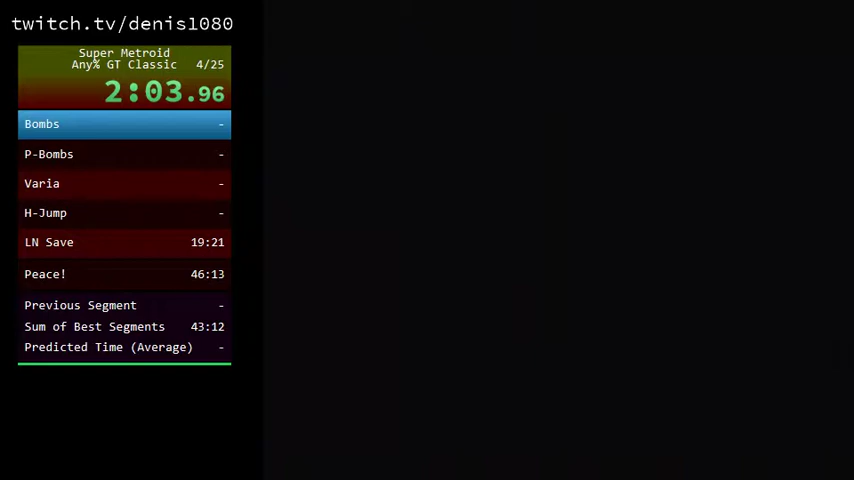 twitch.tv/denis1080
Super Metroid
Any% GT Classic 4/25
2:03.96
Bombs -
P-Bombs -
Varia -
H-Jump -
LN Save 19:21
Peace! 46:13
Previous Segment -
Sum of Best Segments 43:12
Predicted Time (Average) -